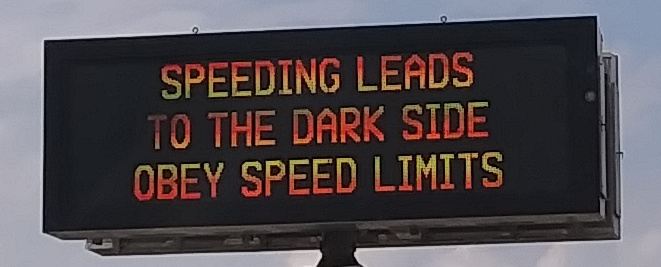 SPEEDING LEADS
TO THE DARK SIDE
OBEY SPEED LIMITS